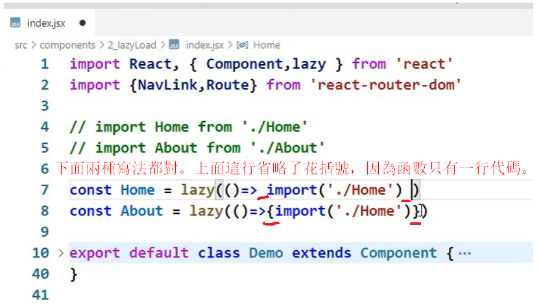 index.jsx ×
src > components > 2_lazyLoad > index.jsx > Home
1 import React, { Component,lazy } from 'react'
2 import {NavLink,Route} from 'react-router-dom'
3
4 // import Home from './Home'
5 // import About from './About'
下面兩種寫法都對。上面這行省略了花括號，因為函數只有一行代碼。
7 const Home = lazy(()=> import('./Home') )
8 const About = lazy(()=>{import('./Home')})
9
10 > export default class Demo extends Component {…
40 }
41